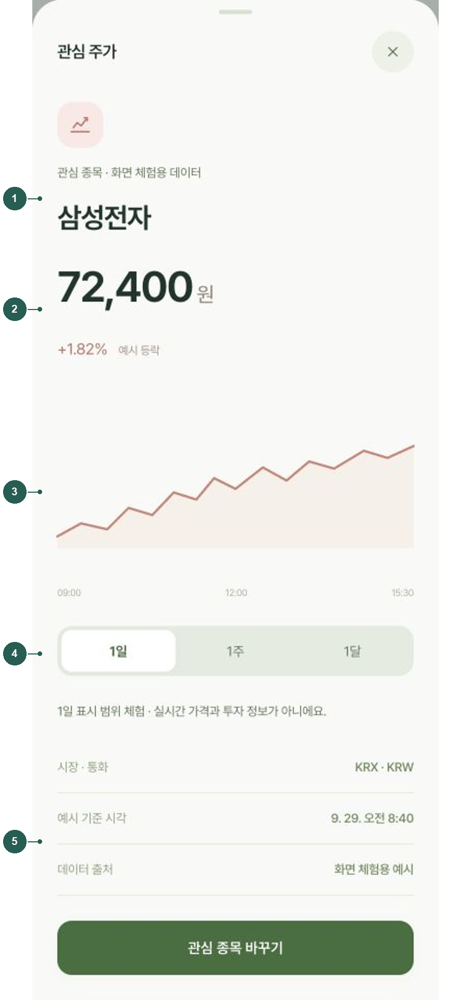 관심 주가
관심 종목 · 화면 체험용 데이터
1
삼성전자
72,400원
2
+1.82% 예시 등락
3
09:00 12:00 15:30
4
1일 1주 1달
1일 표시 범위 체험 · 실시간 가격과 투자 정보가 아니에요.
시장 · 통화 KRX · KRW
예시 기준 시각 9. 29. 오전 8:40
5
데이터 출처 화면 체험용 예시
관심 종목 바꾸기